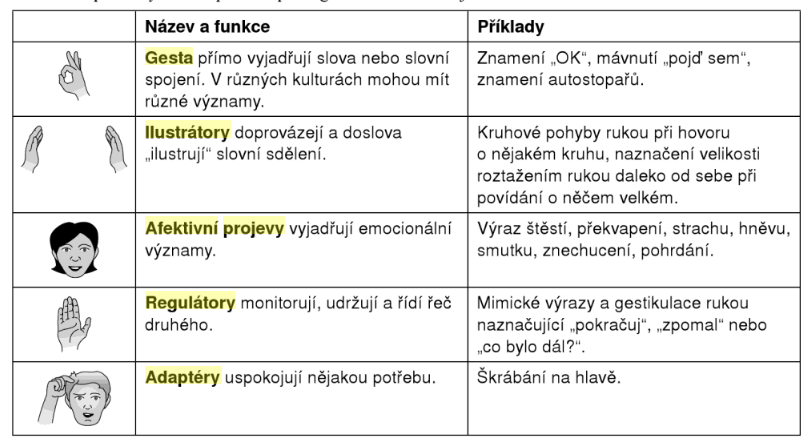 Název a funkce
Příklady
Gesta přímo vyjadřují slova nebo slovní
spojení. V různých kulturách mohou mít
různé významy.
Znamení „OK“, mávnutí "pojď sem“,
znamení autostopařů.
Ilustrátory doprovázejí a doslova
„ilustrují“ slovní sdělení.
Kruhové pohyby rukou při hovoru
o nějakém kruhu, naznačení velikosti
roztažením rukou daleko od sebe při
povídání o něčem velkém.
Afektivní projevy vyjadřují emocionální
významy.
Výraz štěstí, překvapení, strachu, hněvu,
smutku, znechucení, pohrdání.
Regulátory monitorují, udržují a řídí řeč
druhého.
Mimické výrazy a gestikulace rukou
naznačující „pokračuj“, „zpomal“ nebo
„co bylo dál?“.
Adaptéry uspokojují nějakou potřebu.
Škrábání na hlavě.